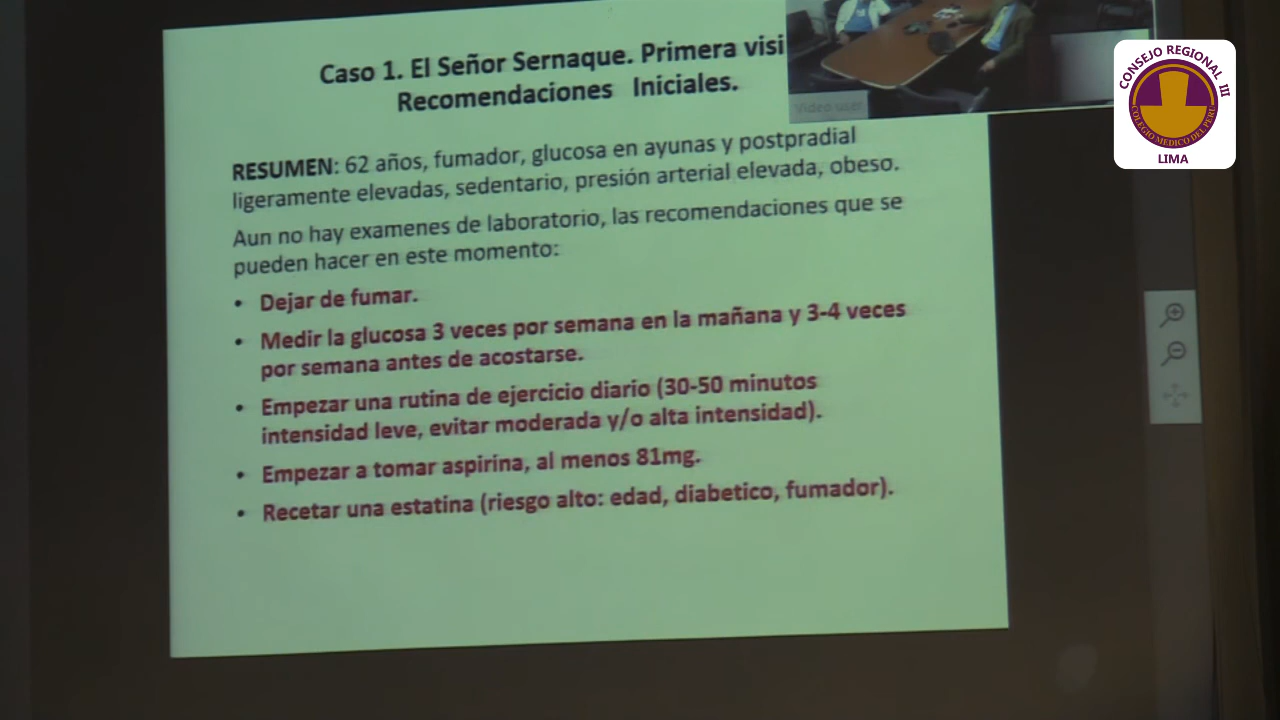 Caso 1. El Señor Sernaque. Primera visi
Recomendaciones Iniciales.
RESUMEN: 62 años, fumador, glucosa en ayunas y postpradial
ligeramente elevadas, sedentario, presión arterial elevada, obeso.
Aun no hay examenes de laboratorio, las recomendaciones que se
pueden hacer en este momento:
• Dejar de fumar.
• Medir la glucosa 3 veces por semana en la mañana y 3-4 veces
por semana antes de acostarse.
• Empezar una rutina de ejercicio diario (30-50 minutos
intensidad leve, evitar moderada y/o alta intensidad).
• Empezar a tomar aspirina, al menos 81mg.
• Recetar una estatina (riesgo alto: edad, diabetico, fumador).
Video user
CONSEJO REGIONAL III
COLEGIO MEDICO DEL PERU
LIMA